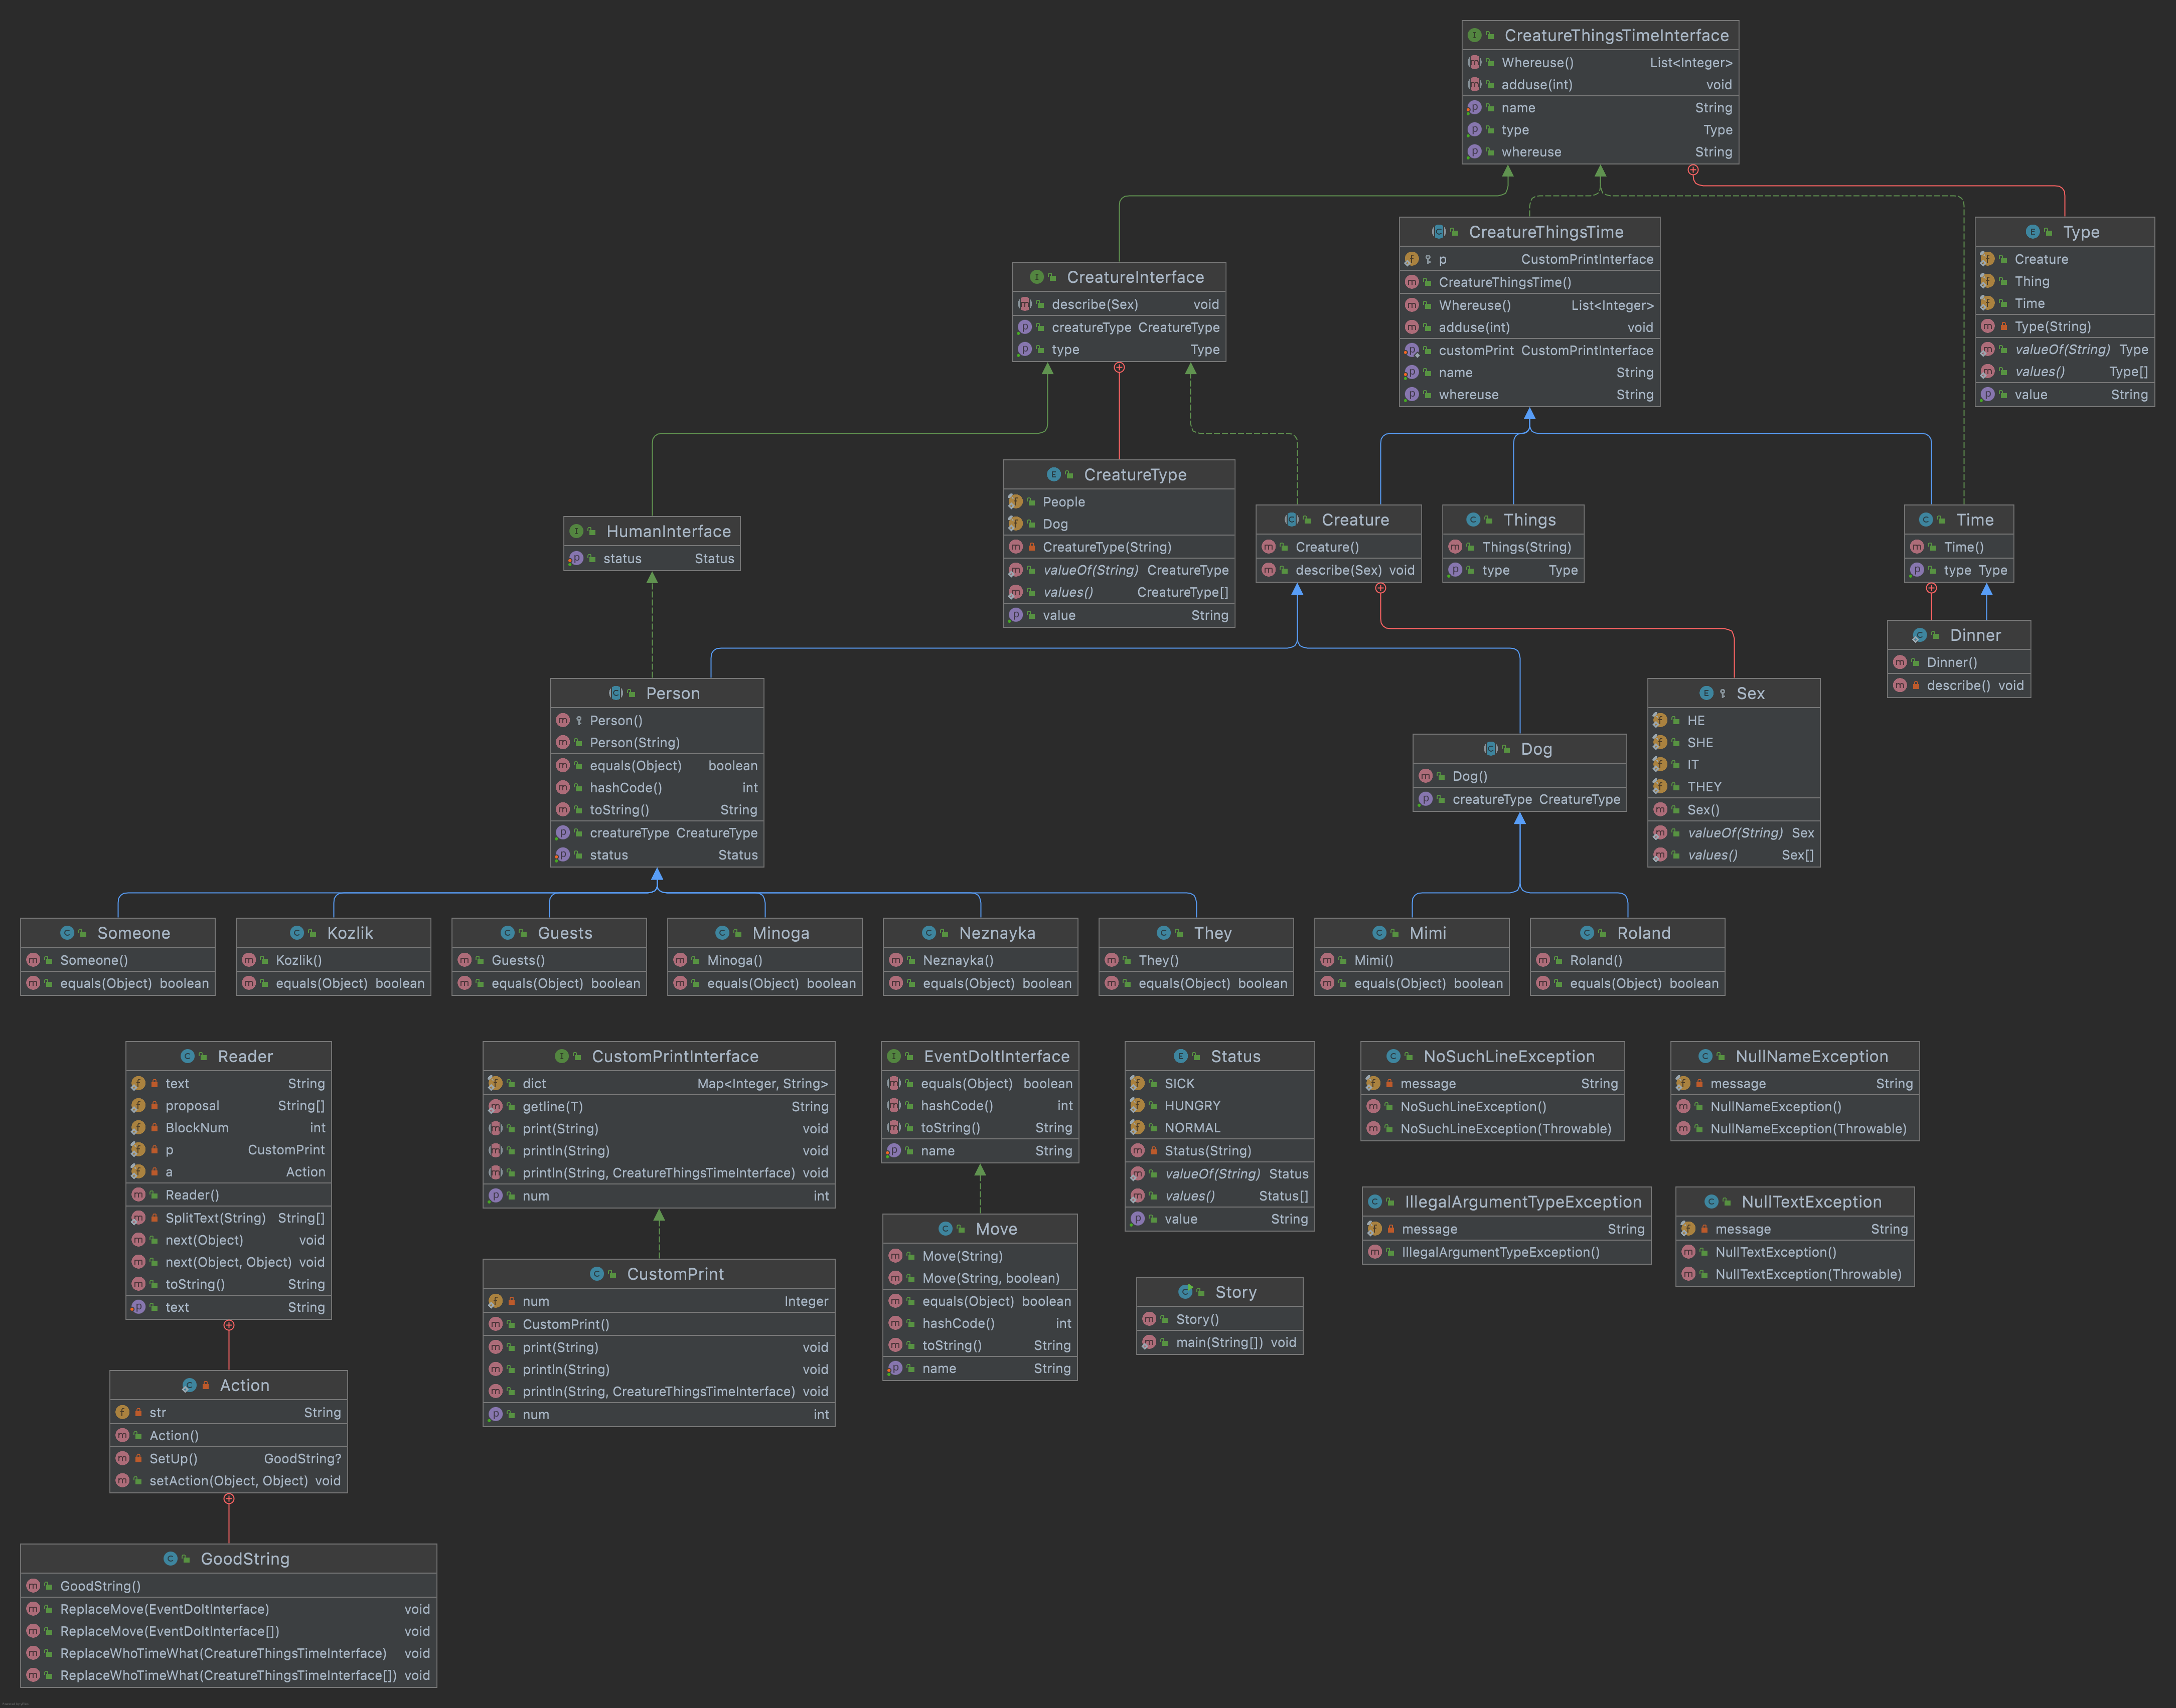 CreatureThingsTimeInterface
Whereuse() List<Integer>
adduse(int) void
name String
type Type
whereuse String
CreatureThingsTime
p CustomPrintInterface
CreatureThingsTime()
Whereuse() List<Integer>
adduse(int) void
customPrint CustomPrintInterface
name String
whereuse String
Type
Creature
Thing
Time
Type(String)
valueOf(String) Type
values() Type[]
value String
CreatureInterface
describe(Sex) void
creatureType CreatureType
type Type
CreatureType
People
Dog
CreatureType(String)
valueOf(String) CreatureType
values() CreatureType[]
value String
Creature
Creature()
describe(Sex) void
Things
Things(String)
type Type
Time
Time()
type Type
HumanInterface
status Status
Dinner
Dinner()
describe() void
Person
Person()
Person(String)
equals(Object) boolean
hashCode() int
toString() String
creatureType CreatureType
status Status
Dog
Dog()
creatureType CreatureType
Sex
HE
SHE
IT
THEY
Sex()
valueOf(String) Sex
values() Sex[]
Someone
Someone()
equals(Object) boolean
Kozlik
Kozlik()
equals(Object) boolean
Guests
Guests()
equals(Object) boolean
Minoga
Minoga()
equals(Object) boolean
Neznayka
Neznayka()
equals(Object) boolean
They
They()
equals(Object) boolean
Mimi
Mimi()
equals(Object) boolean
Roland
Roland()
equals(Object) boolean
Reader
text String
proposal String[]
BlockNum int
p CustomPrint
a Action
Reader()
SplitText(String) String[]
next(Object) void
next(Object, Object) void
toString() String
text String
CustomPrintInterface
dict Map<Integer, String>
getline(T) String
print(String) void
println(String) void
println(String, CreatureThingsTimeInterface) void
num int
EventDoItInterface
equals(Object) boolean
hashCode() int
toString() String
name String
Status
SICK
HUNGRY
NORMAL
Status(String)
valueOf(String) Status
values() Status[]
value String
NoSuchLineException
message String
NoSuchLineException()
NoSuchLineException(Throwable)
NullNameException
message String
NullNameException()
NullNameException(Throwable)
IllegalArgumentTypeException
message String
IllegalArgumentTypeException()
NullTextException
message String
NullTextException()
NullTextException(Throwable)
CustomPrint
num Integer
CustomPrint()
print(String) void
println(String) void
println(String, CreatureThingsTimeInterface) void
num int
Move
Move(String)
Move(String, boolean)
equals(Object) boolean
hashCode() int
toString() String
name String
Story
Story()
main(String[]) void
Action
str String
Action()
SetUp() GoodString?
setAction(Object, Object) void
GoodString
GoodString()
ReplaceMove(EventDoItInterface) void
ReplaceMove(EventDoItInterface[]) void
ReplaceWhoTimeWhat(CreatureThingsTimeInterface) void
ReplaceWhoTimeWhat(CreatureThingsTimeInterface[]) void